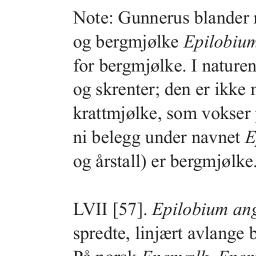 Note: Gunnerus blander
og bergmjølke Epilobium
for bergmjølke. I naturen
og skrenter; den er ikke
krattmjølke, som vokser
ni belegg under navnet
og årstall) er bergmjølke.
LVII [57]. Epilobium ang
spredte, linjært avlange b